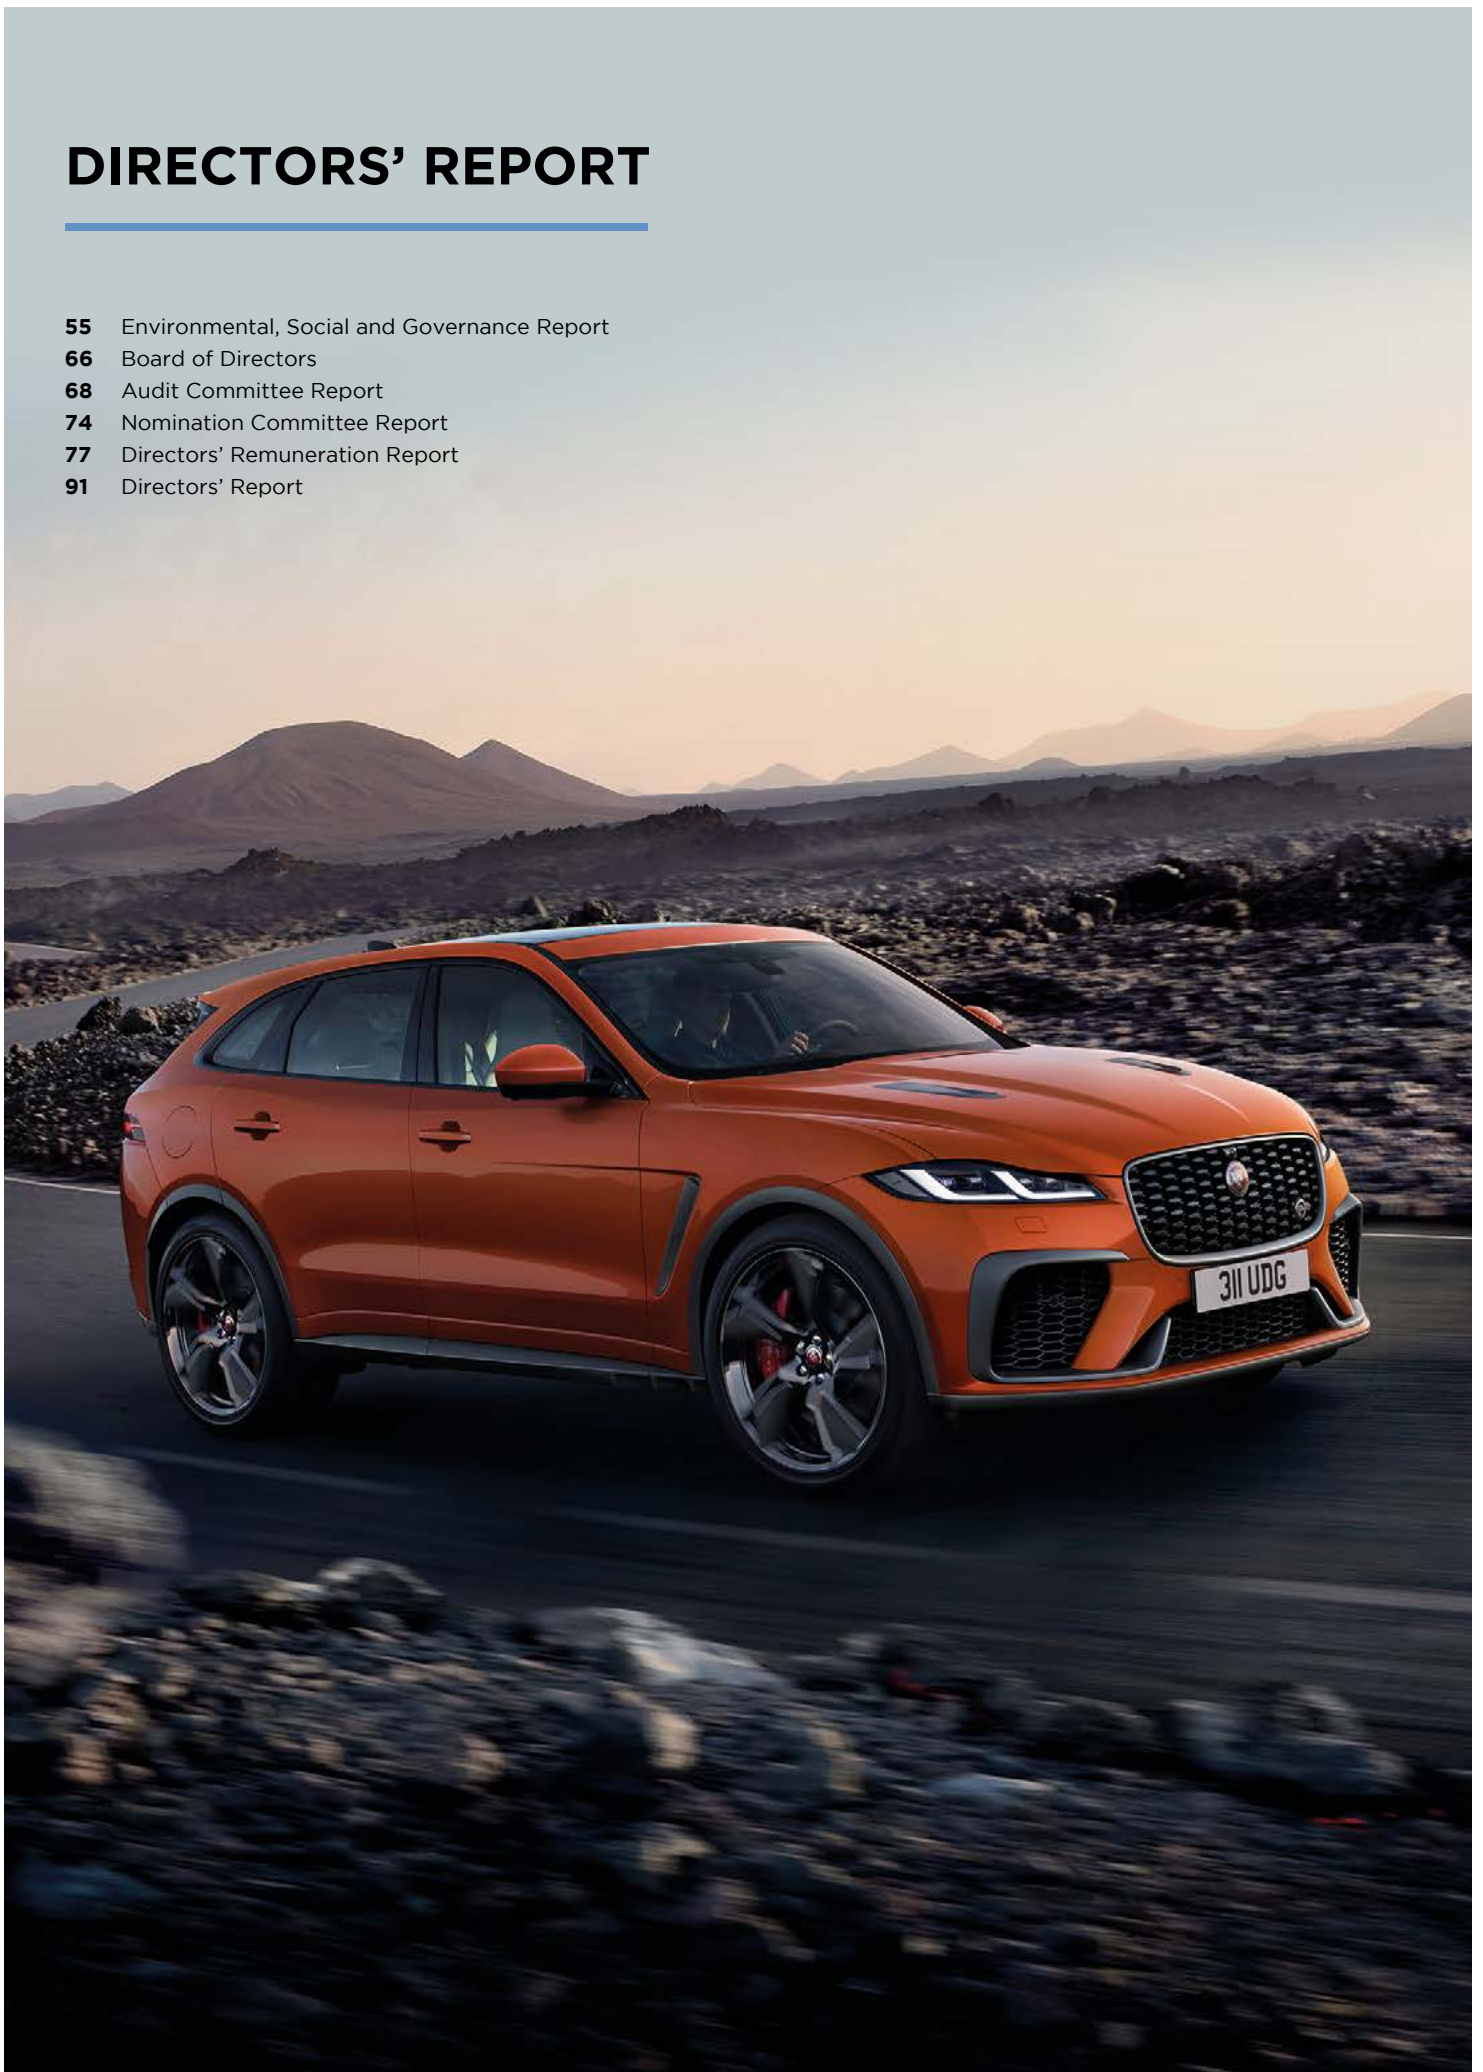 DIRECTORS’ REPORT
55 Environmental, Social and Governance Report
66 Board of Directors
68 Audit Committee Report
74 Nomination Committee Report
77 Directors’ Remuneration Report
91 Directors’ Report
311 UDG